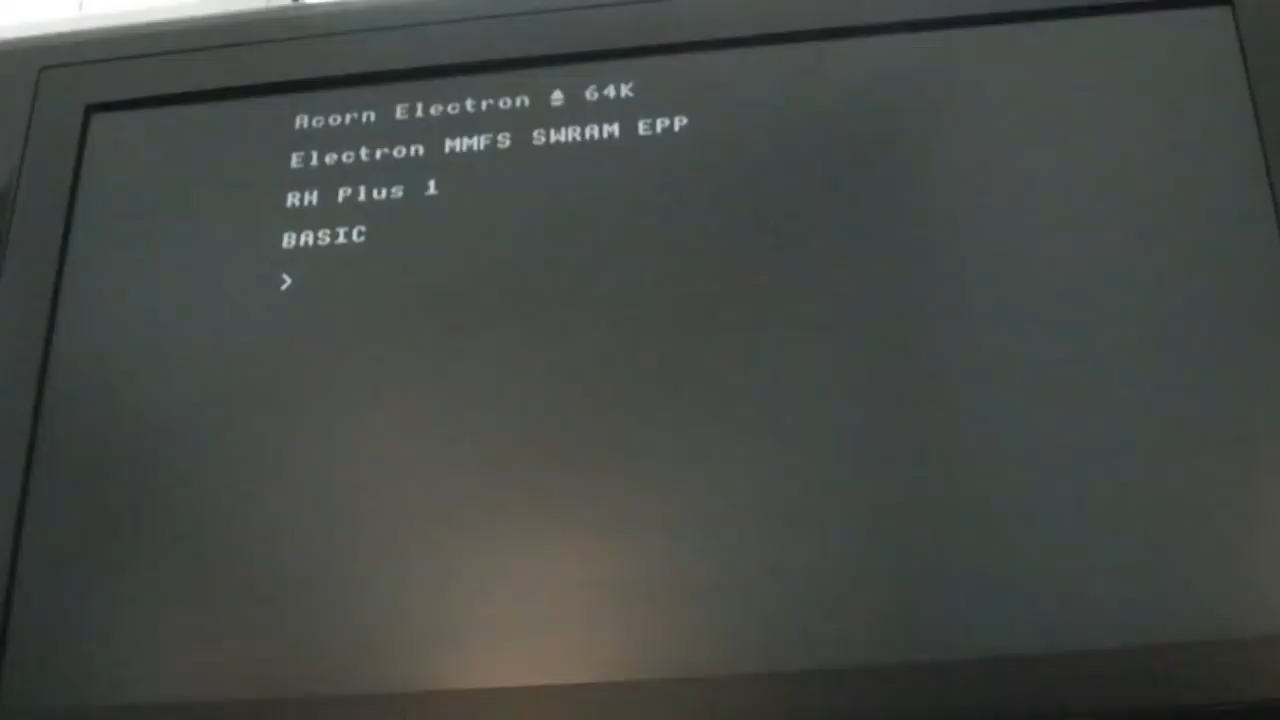 Acorn Electron 64K
Electron MMFS SWRAM EPP
RH Plus 1
BASIC
>